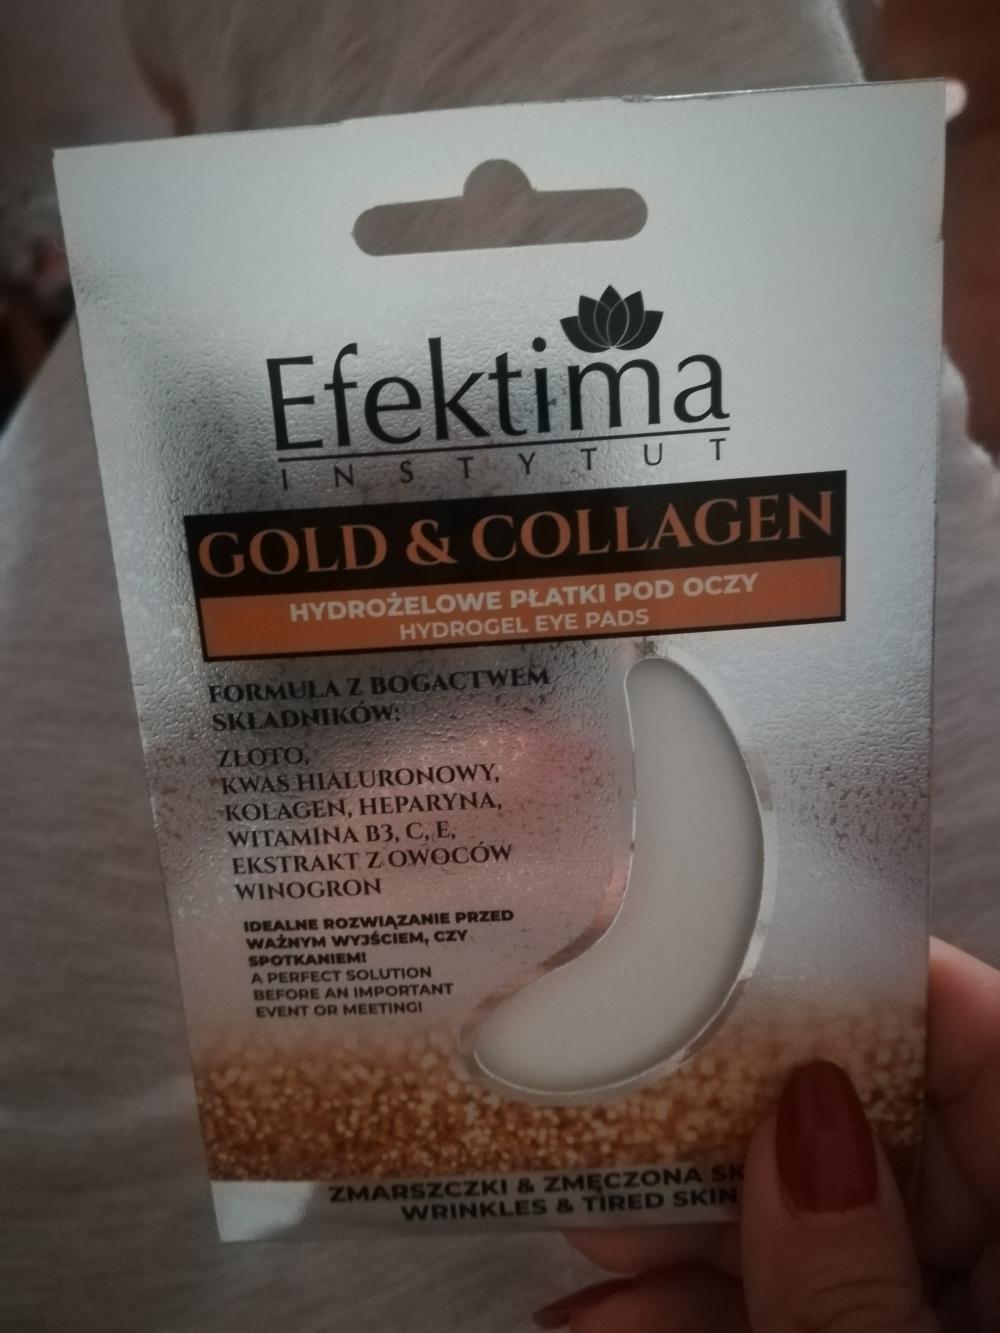 Efektima
INSTYTUT
GOLD & COLLAGEN
HYDROŻELOWE PŁATKI POD OCZY
HYDROGEL EYE PADS
FORMUŁA Z BOGACTWEM
SKŁADNIKÓW:
ZŁOTO,
KWAS HIALURONOWY,
KOLAGEN, HEPARYNA,
WITAMINA B3, C, E,
EKSTRAKT Z OWOCÓW
WINOGRON
IDEALNE ROZWIĄZANIE PRZED
WAŻNYM WYJŚCIEM, CZY
SPOTKANIEM!
A PERFECT SOLUTION
BEFORE AN IMPORTANT
EVENT OR MEETING!
ZMARSZCZKI & ZMĘCZONA
WRINKLES & TIRED SKIN